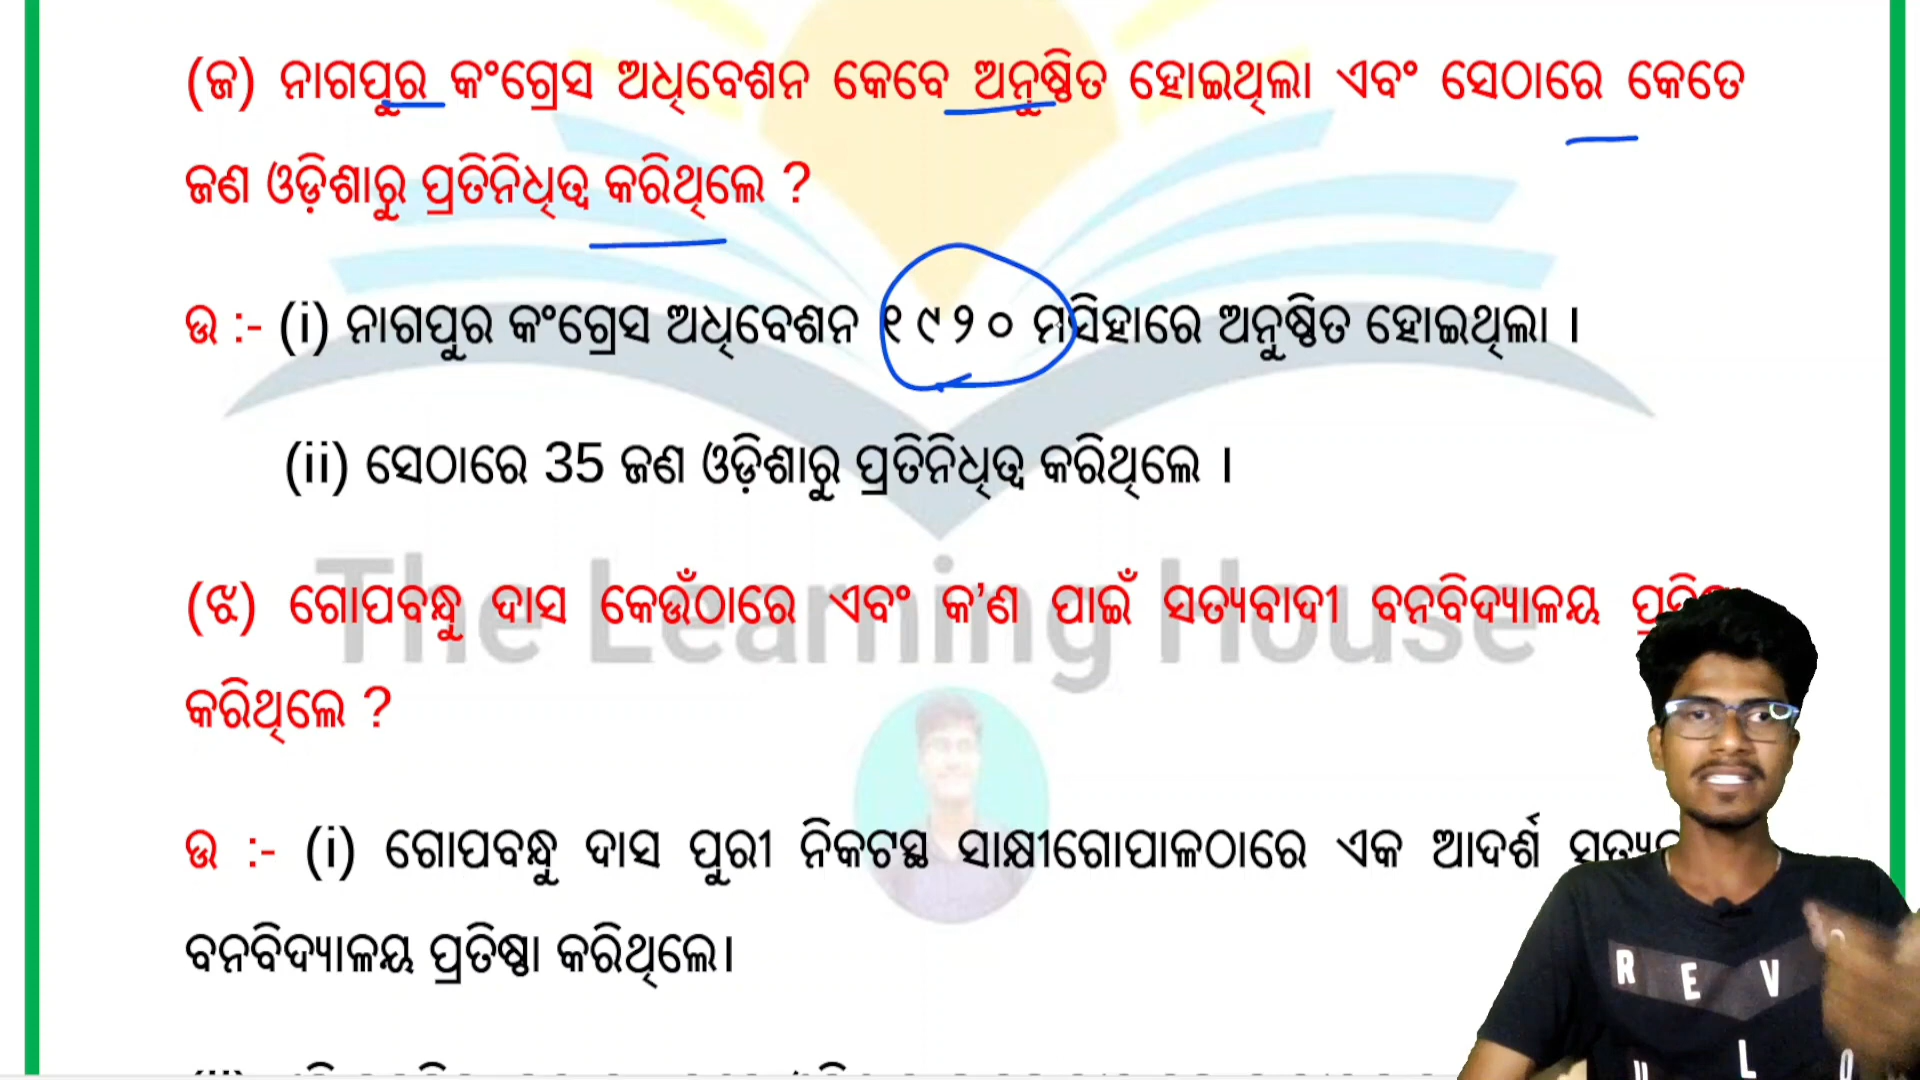 (ଜ) ନାଗପୁର କଂଗ୍ରେସ ଅଧିବେଶନ କେବେ ଅନୁଷ୍ଠିତ ହୋଇଥିଲା ଏବଂ ସେଠାରେ କେତେ
ଜଣ ଓଡ଼ିଶାରୁ ପ୍ରତିନିଧିତ୍ୱ କରିଥିଲେ ?
ଉ :- (i) ନାଗପୁର କଂଗ୍ରେସ ଅଧିବେଶନ ୧୯୨୦ ମସିହାରେ ଅନୁଷ୍ଠିତ ହୋଇଥିଲା ।
(ii) ସେଠାରେ 35 ଜଣ ଓଡ଼ିଶାରୁ ପ୍ରତିନିଧିତ୍ୱ କରିଥିଲେ ।
The Learning House
(ଝ) ଗୋପବନ୍ଧୁ ଦାସ କେଉଁଠାରେ ଏବଂ କ'ଣ ପାଇଁ ସତ୍ୟବାଦୀ ବନବିଦ୍ୟାଳୟ
କରିଥିଲେ ?
ଉ :- (i) ଗୋପବନ୍ଧୁ ଦାସ ପୁରୀ ନିକଟସ୍ଥ ସାକ୍ଷୀଗୋପାଳଠାରେ ଏକ ଆଦର୍ଶ
ବନବିଦ୍ୟାଳୟ ପ୍ରତିଷ୍ଠା କରିଥିଲେ।
R E V
L